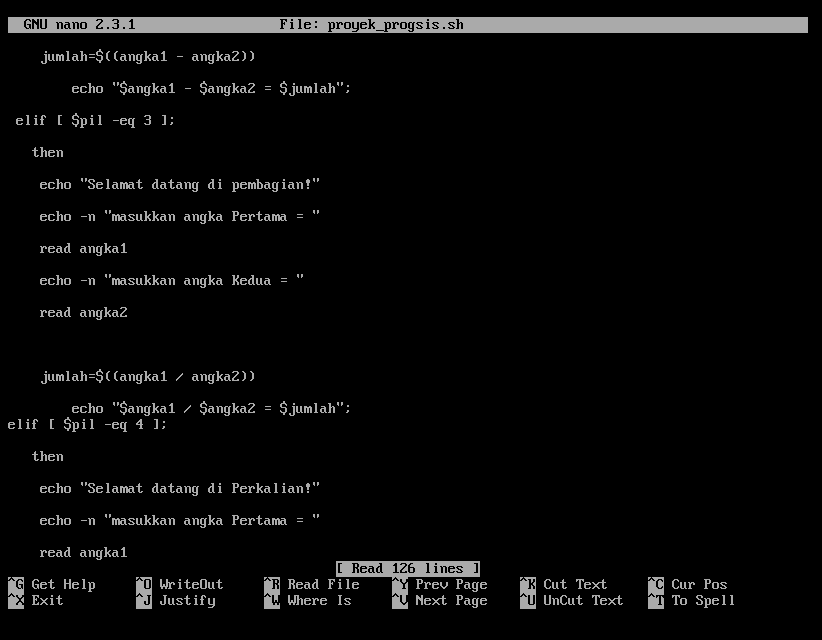 GNU nano 2.3.1 File: proyek_progsis.sh
jumlah=$((angka1 - angka2))
echo "$angka1 - $angka2 = $jumlah";
elif [ $pil -eq 3 ];
then
echo "Selamat datang di pembagian!"
echo -n "masukkan angka Pertama = "
read angka1
echo -n "masukkan angka Kedua = "
read angka2
jumlah=$((angka1 / angka2))
echo "$angka1 / $angka2 = $jumlah";
elif [ $pil -eq 4 ];
then
echo "Selamat datang di Perkalian!"
echo -n "masukkan angka Pertama = "
read angka1
[ Read 126 lines ]
^G Get Help ^O WriteOut ^R Read File ^Y Prev Page ^K Cut Text ^C Cur Pos
^X Exit ^J Justify ^W Where Is ^V Next Page ^U UnCut Text ^T To Spell